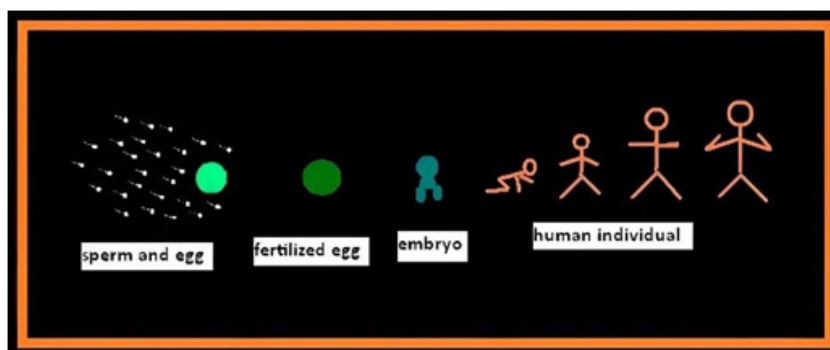 sperm and egg
fertilized egg
embryo
human individual